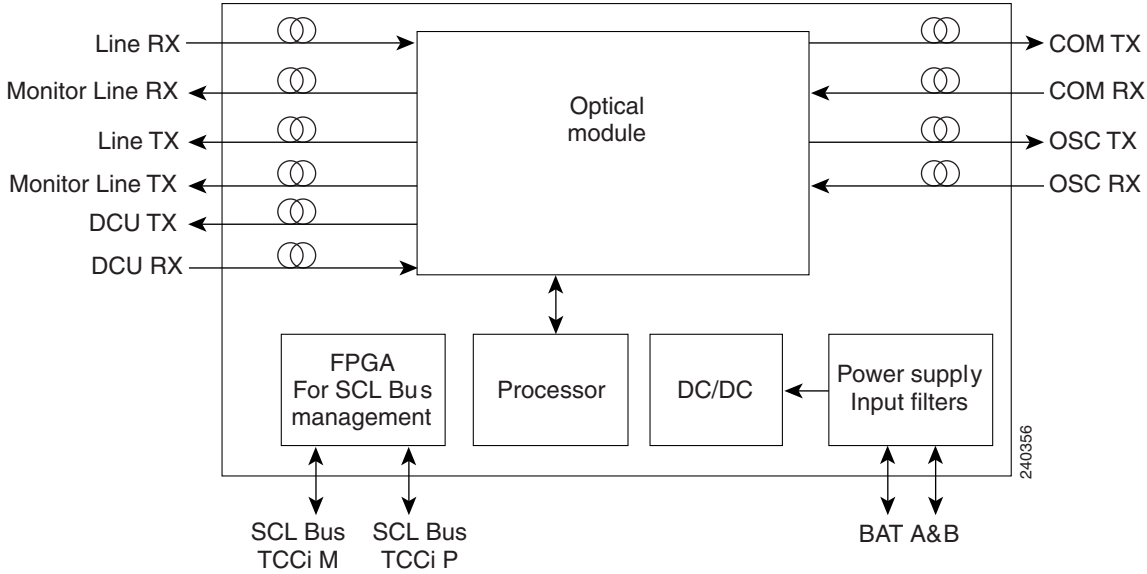 Line RX
Monitor Line RX
Line TX
Monitor Line TX
DCU TX
DCU RX
Optical
module
COM TX
COM RX
OSC TX
OSC RX
FPGA
For SCL Bus
management
Processor
DC/DC
Power supply
Input filters
240356
SCL Bus
TCCi M
SCL Bus
TCCi P
BAT A&B